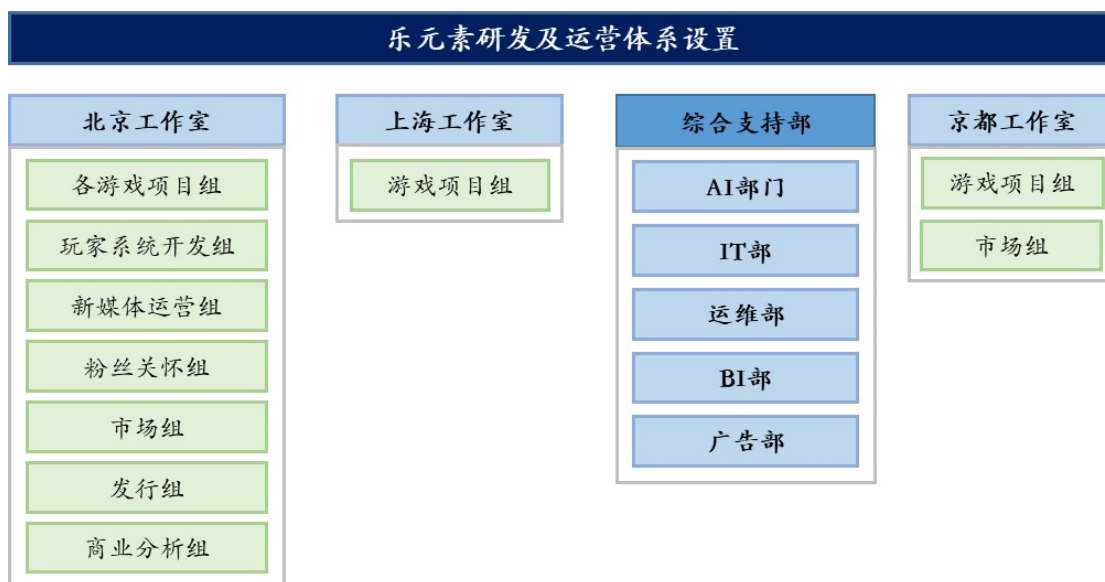 乐元素研发及运营体系设置
北京工作室
各游戏项目组
玩家系统开发组
新媒体运营组
粉丝关怀组
市场组
发行组
商业分析组
上海工作室
游戏项目组
综合支持部
AI部门
IT部
运维部
BI部
广告部
京都工作室
游戏项目组
市场组